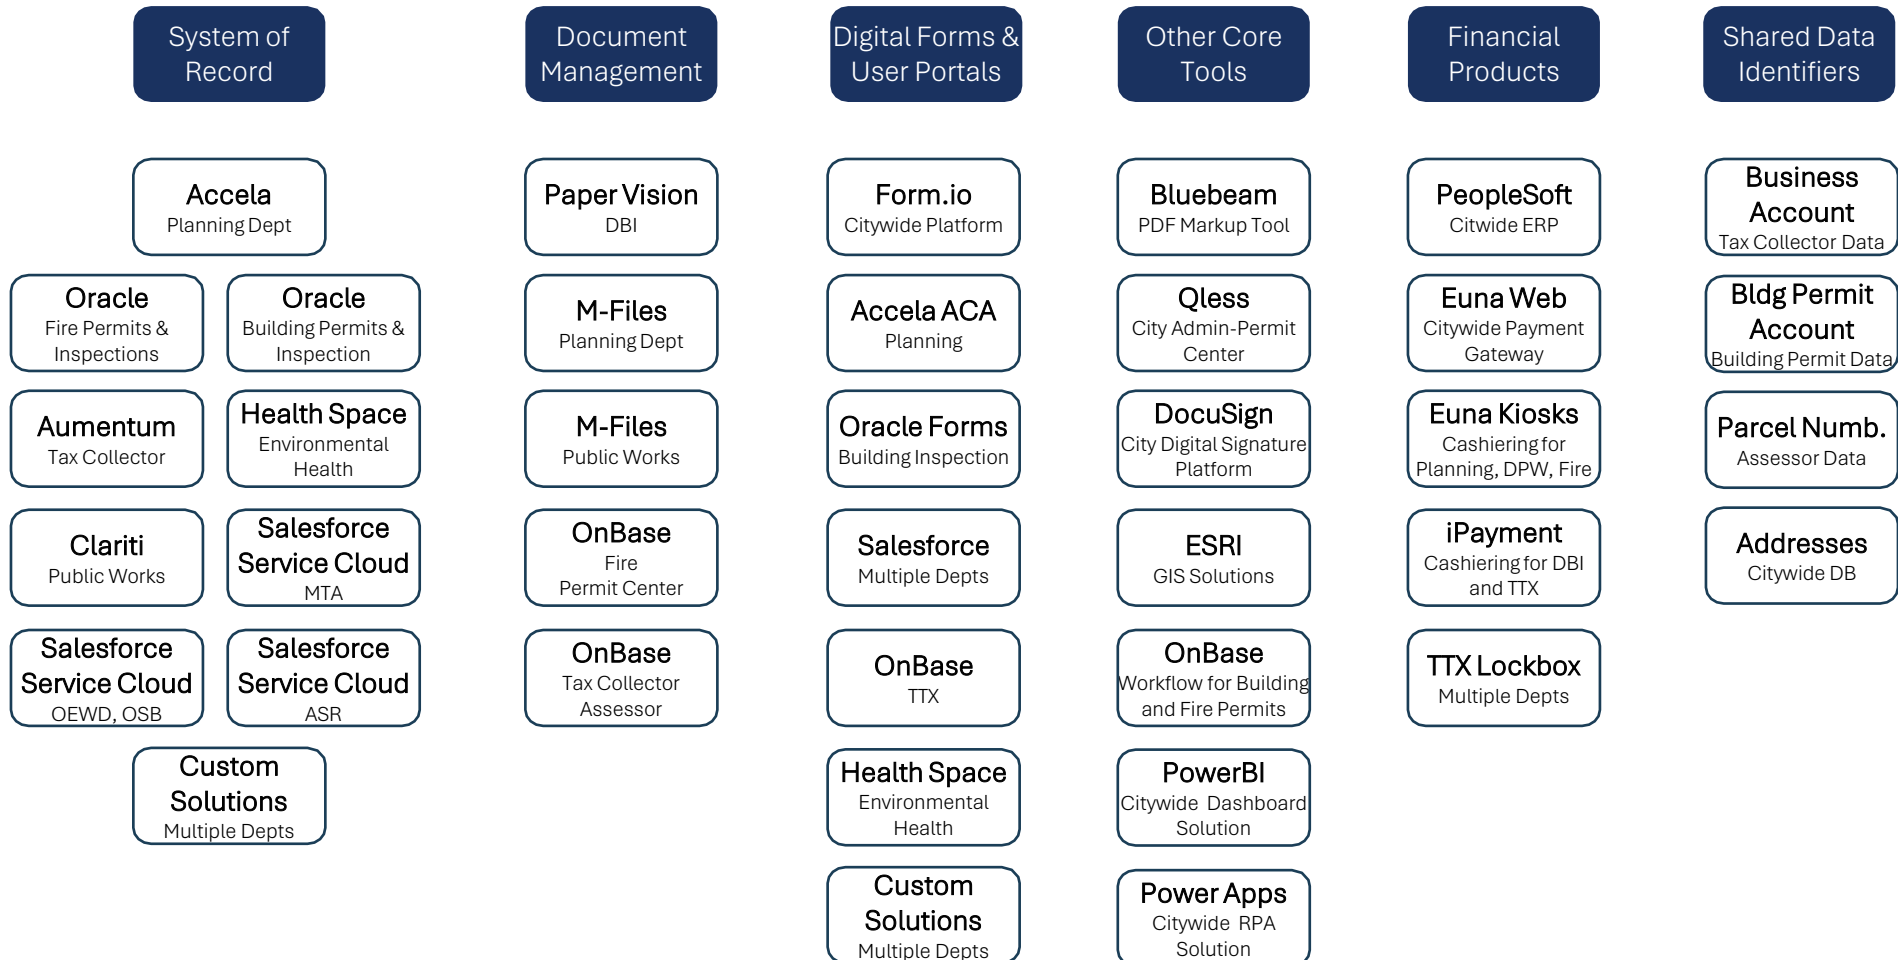 System of
Record
Accela
Planning Dept
Oracle
Fire Permits &
Inspections
Oracle
Building Permits &
Inspection
Aumentum
Tax Collector
Health Space
Environmental
Health
Clariti
Public Works
Salesforce
Service Cloud
MTA
Salesforce
Service Cloud
OEWD, OSB
Salesforce
Service Cloud
ASR
Custom
Solutions
Multiple Depts
Document
Management
Paper Vision
DBI
M-Files
Planning Dept
M-Files
Public Works
OnBase
Fire
Permit Center
OnBase
Tax Collector
Assessor
Digital Forms &
User Portals
Form.io
Citywide Platform
Accela ACA
Planning
Oracle Forms
Building Inspection
Salesforce
Multiple Depts
OnBase
TTX
Health Space
Environmental
Health
Custom
Solutions
Multiple Depts
Other Core
Tools
Bluebeam
PDF Markup Tool
Qless
City Admin-Permit
Center
DocuSign
City Digital Signature
Platform
ESRI
GIS Solutions
OnBase
Workflow for Building
and Fire Permits
PowerBI
Citywide Dashboard
Solution
Power Apps
Citywide RPA
Solution
Financial
Products
PeopleSoft
Citwide ERP
Euna Web
Citywide Payment
Gateway
Euna Kiosks
Cashiering for
Planning, DPW, Fire
iPayment
Cashiering for DBI
and TTX
TTX Lockbox
Multiple Depts
Shared Data
Identifiers
Business
Account
Tax Collector Data
Bldg Permit
Account
Building Permit Data
Parcel Numb.
Assessor Data
Addresses
Citywide DB